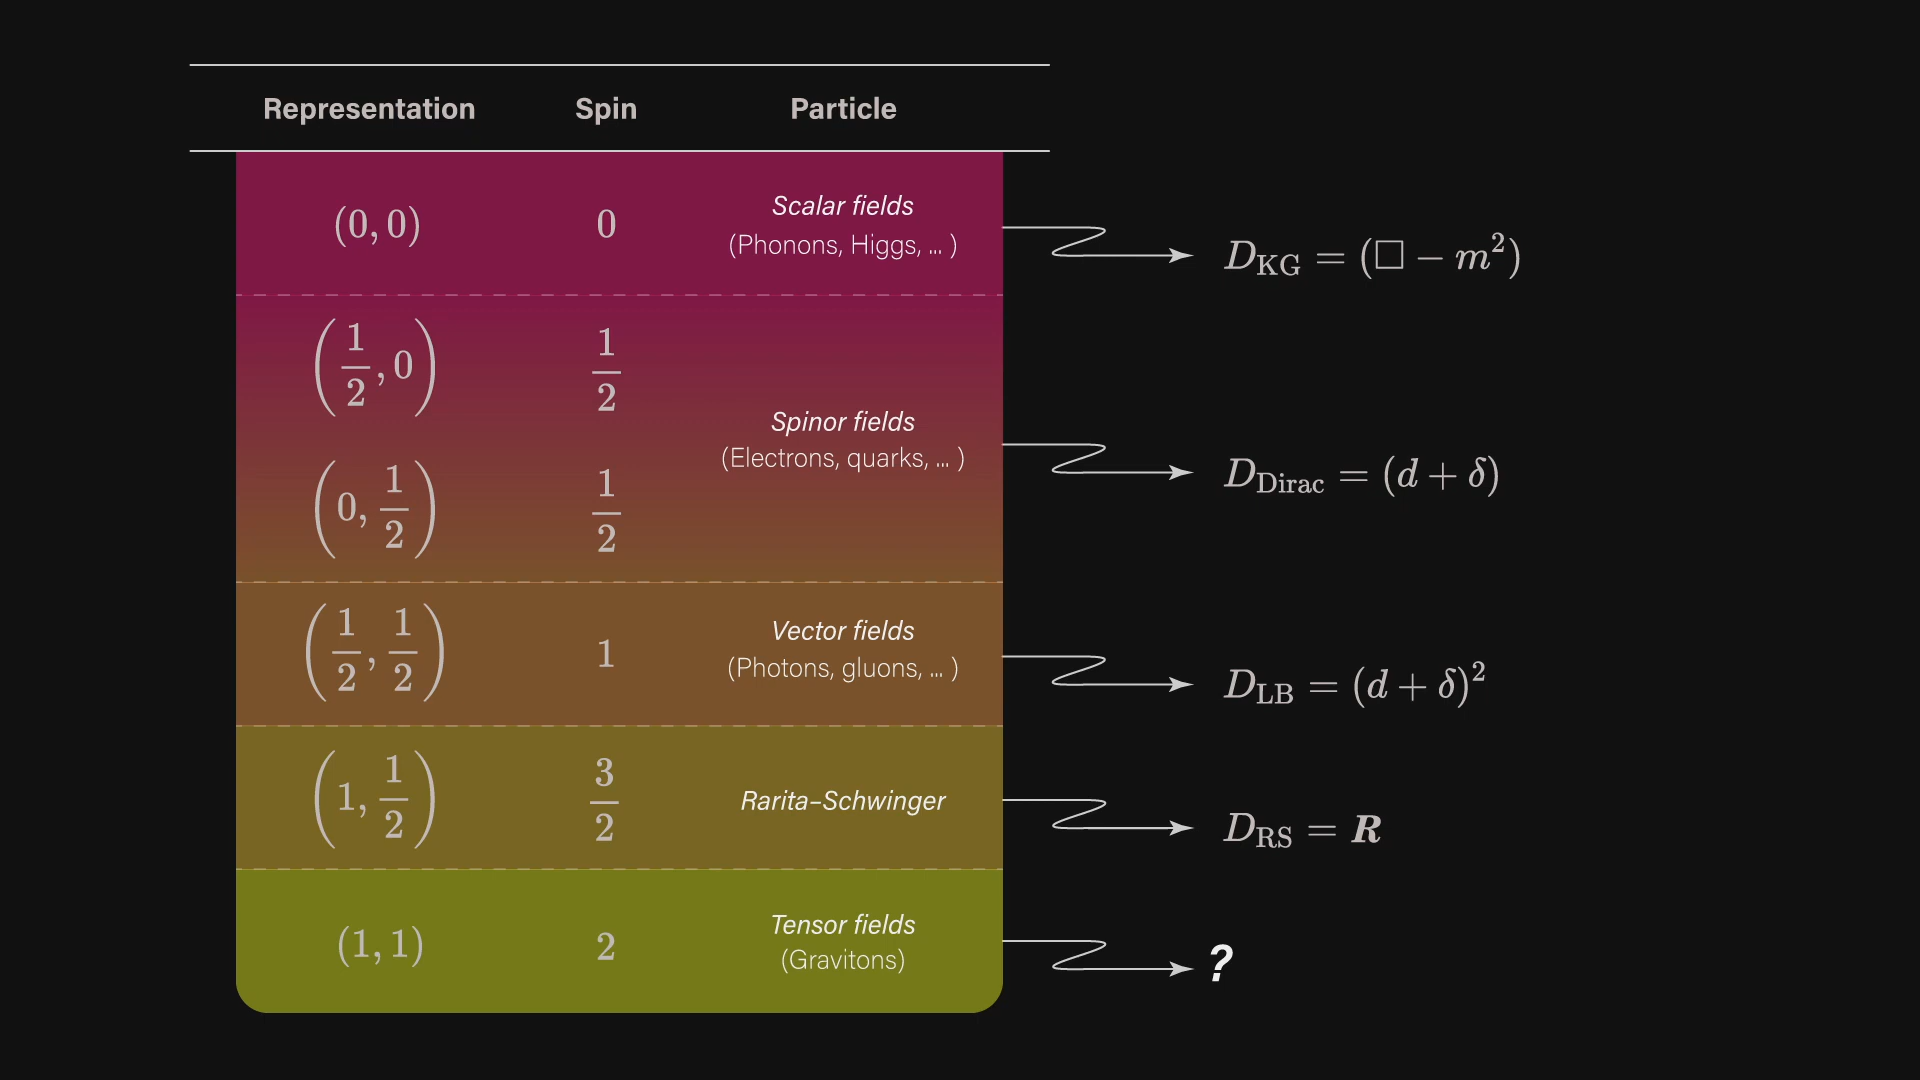 Representation Spin Particle
(0, 0) 0 Scalar fields
(Phonons, Higgs, ... )
D_KG = (□ − m²)
(1/2, 0) 1/2
Spinor fields
(Electrons, quarks, ... )
D_Dirac = (d + δ)
(0, 1/2) 1/2
(1/2, 1/2) 1 Vector fields
(Photons, gluons, ... )
D_LB = (d + δ)²
(1, 1/2) 3/2 Rarita–Schwinger
D_RS = R
(1, 1) 2 Tensor fields
(Gravitons)
?